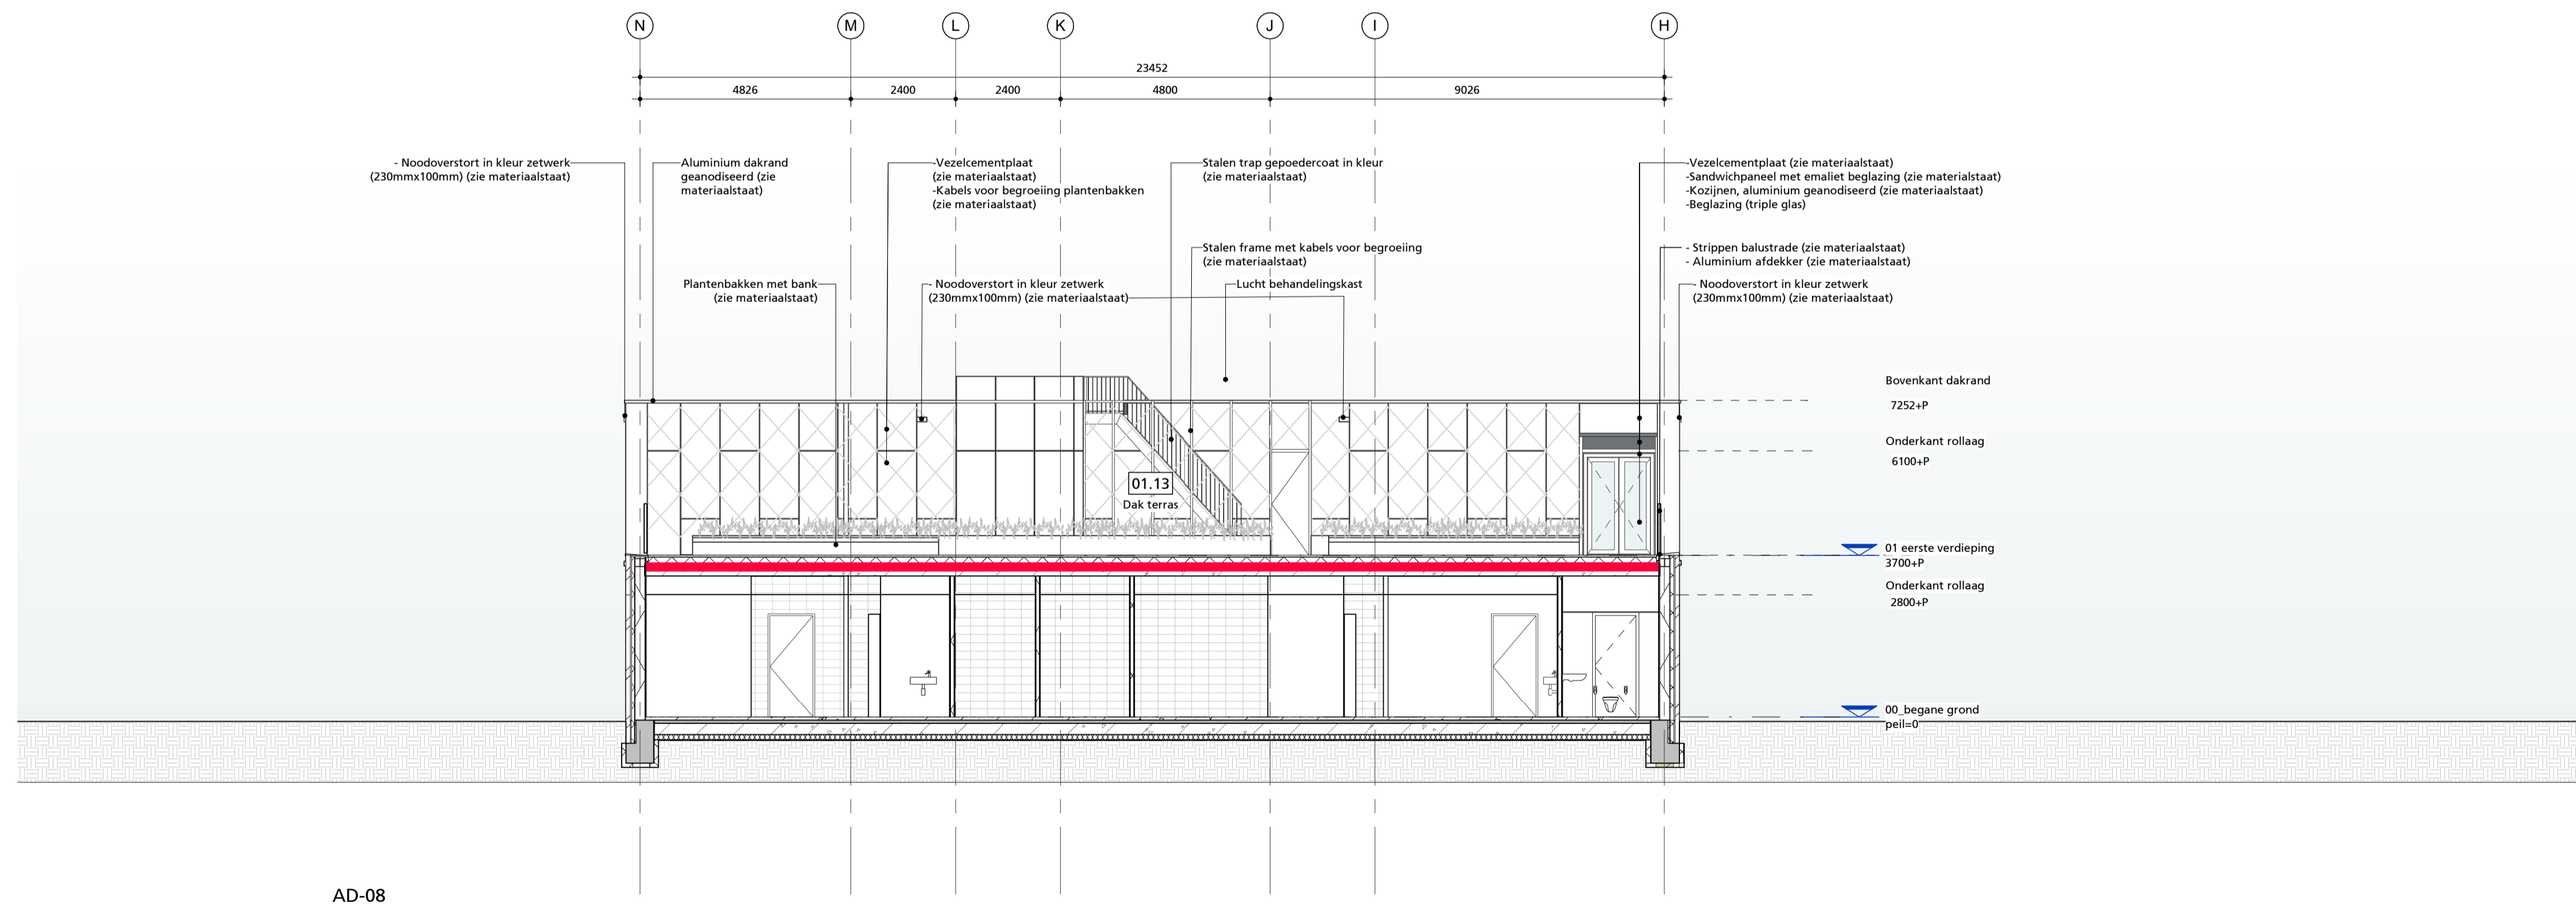 N M L K J I H
23452
4826 2400 2400 4800 9026
- Noodoverstort in kleur zetwerk
(230mmx100mm) (zie materiaalstaat)
Aluminium dakrand
geanodiseerd (zie
materiaalstaat)
-Vezelcementplaat
(zie materiaalstaat)
-Kabels voor begroeiing plantenbakken
(zie materiaalstaat)
Stalen trap gepoedercoat in kleur
(zie materiaalstaat)
-Vezelcementplaat (zie materiaalstaat)
-Sandwichpaneel met emaliet beglazing (zie materialstaat)
-Kozijnen, aluminium geanodiseerd (zie materiaalstaat)
-Beglazing (triple glas)
Stalen frame met kabels voor begroeiing
(zie materiaalstaat)
- Strippen balustrade (zie materiaalstaat)
- Aluminium afdekker (zie materiaalstaat)
Plantenbakken met bank
(zie materiaalstaat)
- Noodoverstort in kleur zetwerk
(230mmx100mm) (zie materiaalstaat)
Lucht behandelingskast
- Noodoverstort in kleur zetwerk
(230mmx100mm) (zie materiaalstaat)
Bovenkant dakrand
7252+P
Onderkant rollaag
6100+P
01.13
Dak terras
01 eerste verdieping
3700+P
Onderkant rollaag
2800+P
00_begane grond
peil=0
AD-08